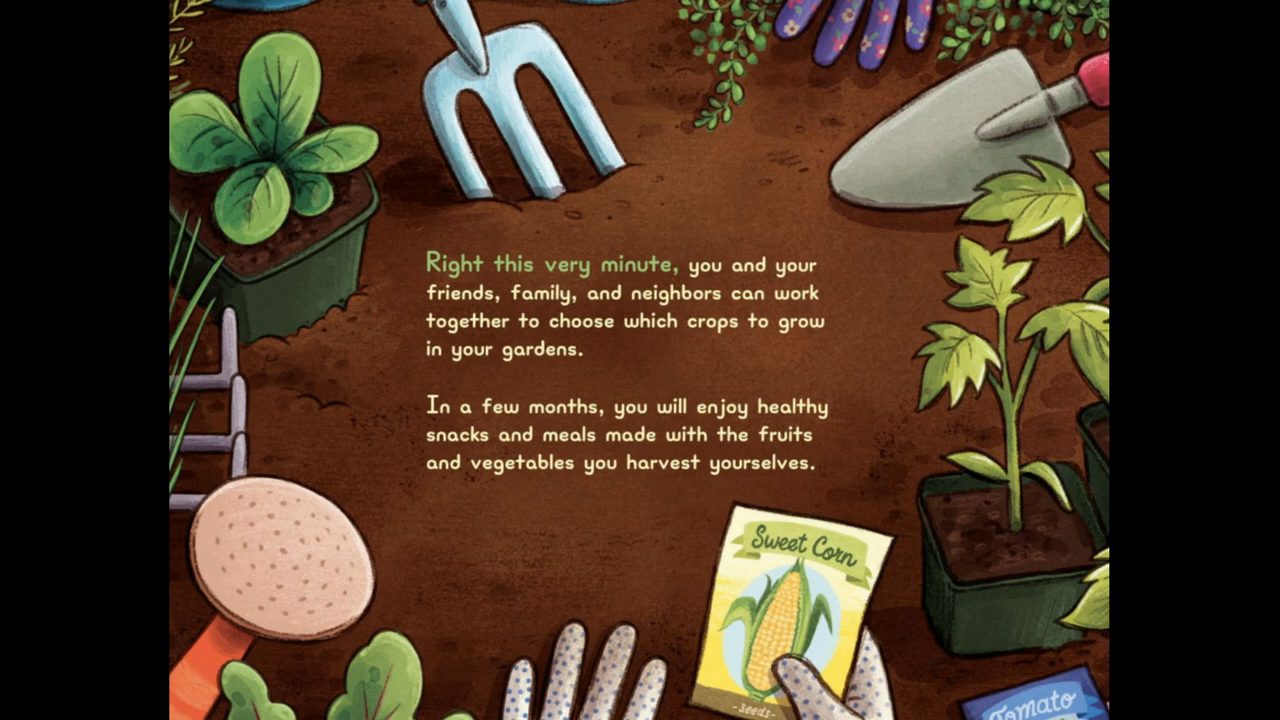 Right this very minute, you and your
friends, family, and neighbors can work
together to choose which crops to grow
in your gardens.
In a few months, you will enjoy healthy
snacks and meals made with the fruits
and vegetables you harvest yourselves.
Sweet Corn
-seeds-
Tomato